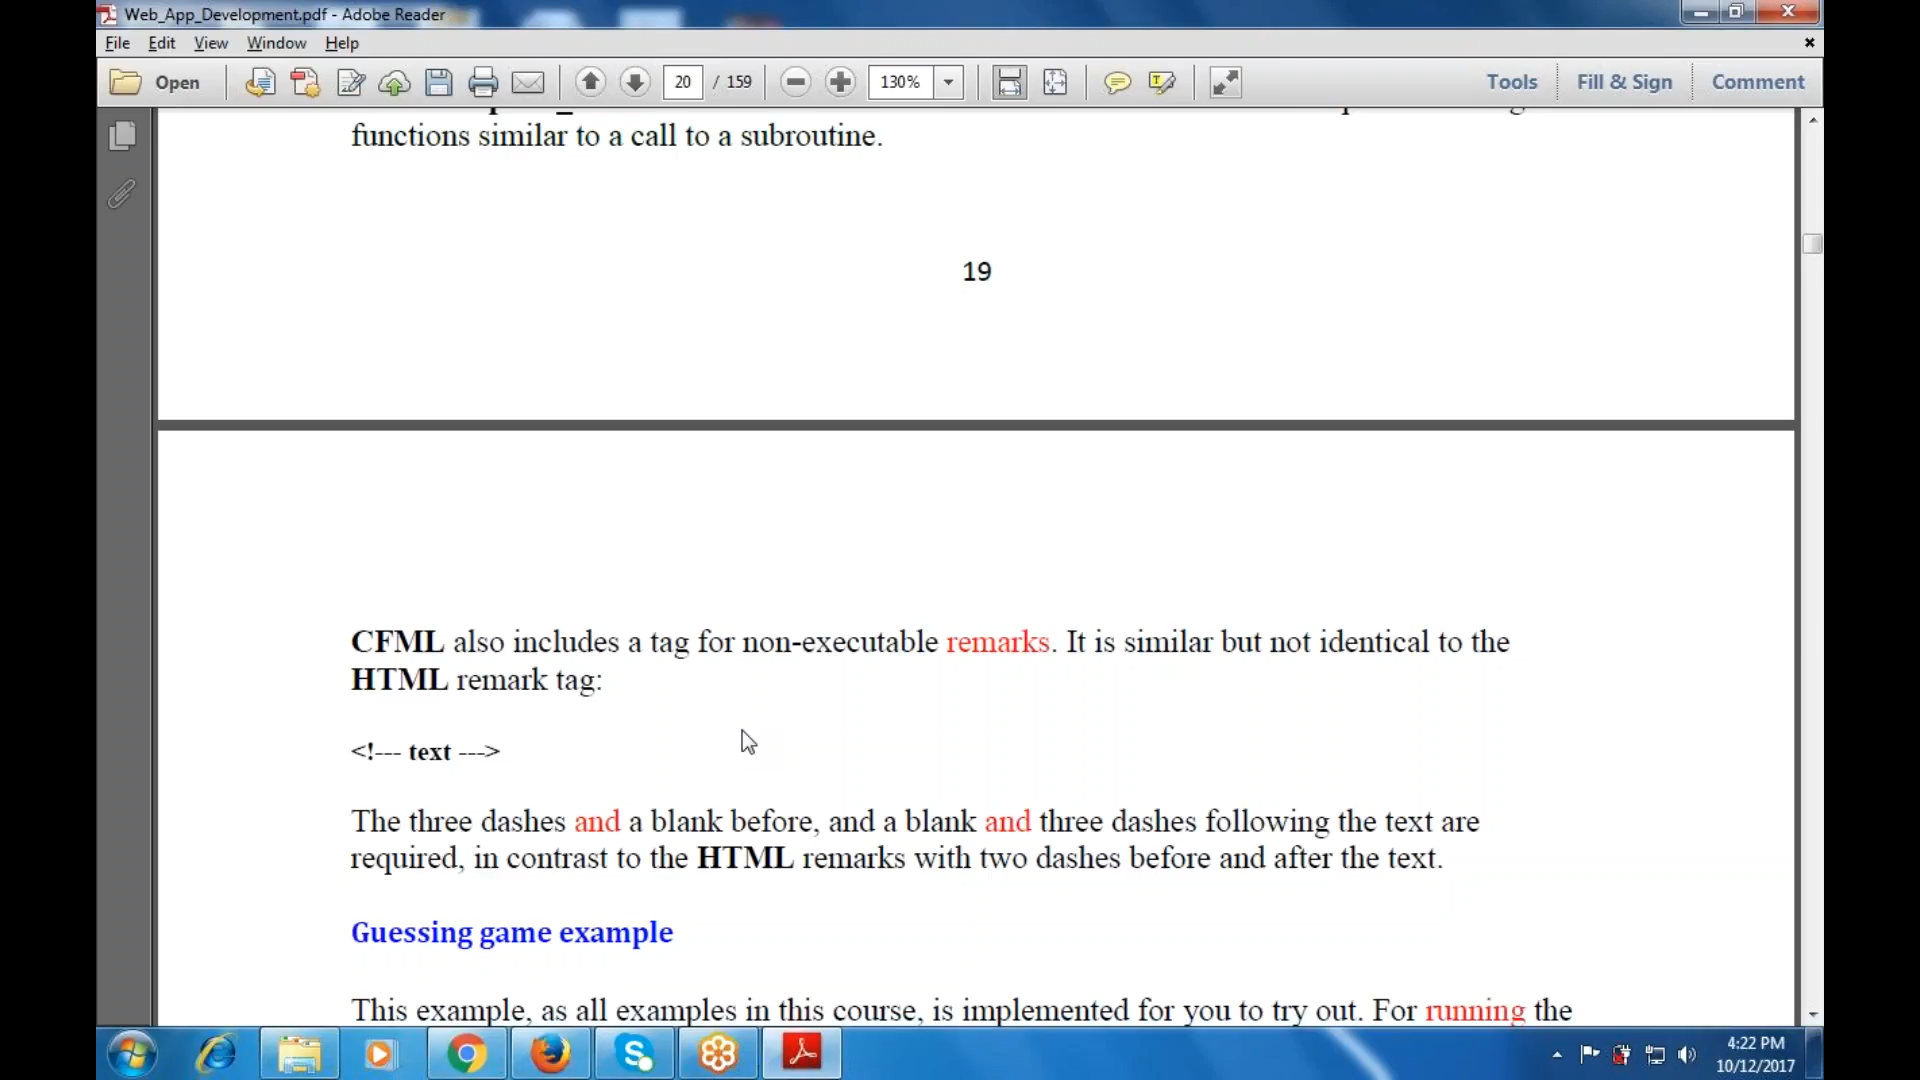 Web_App_Development.pdf - Adobe Reader
File Edit View Window Help
Open 20 / 159 130% Tools Fill & Sign Comment
functions similar to a call to a subroutine.
19
CFML also includes a tag for non-executable remarks. It is similar but not identical to the
HTML remark tag:
<!--- text --->
The three dashes and a blank before, and a blank and three dashes following the text are
required, in contrast to the HTML remarks with two dashes before and after the text.
Guessing game example
This example, as all examples in this course, is implemented for you to try out. For running the
4:22 PM
10/12/2017